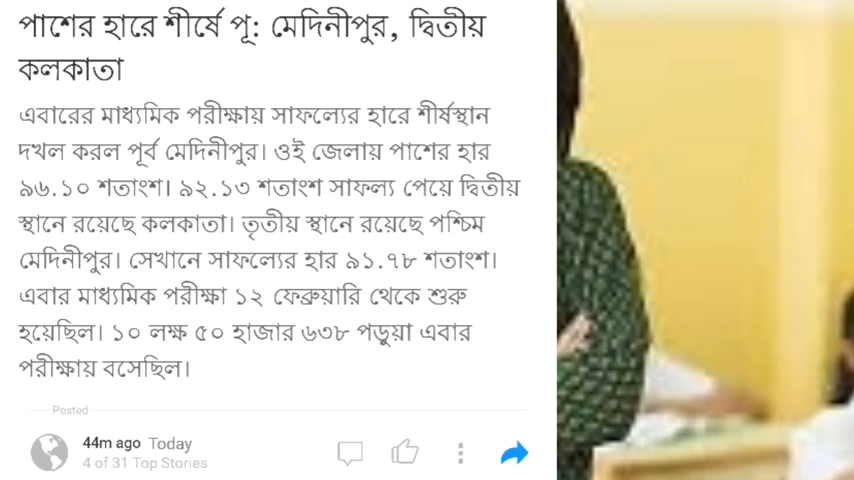 পাশের হারে শীর্ষে পূ: মেদিনীপুর, দ্বিতীয়
কলকাতা
এবারের মাধ্যমিক পরীক্ষায় সাফল্যের হারে শীর্ষস্থান
দখল করল পূর্ব মেদিনীপুর। ওই জেলায় পাশের হার
৯৬.১০ শতাংশ। ৯২.১৩ শতাংশ সাফল্য পেয়ে দ্বিতীয়
স্থানে রয়েছে কলকাতা। তৃতীয় স্থানে রয়েছে পশ্চিম
মেদিনীপুর। সেখানে সাফল্যের হার ৯১.৭৮ শতাংশ।
এবার মাধ্যমিক পরীক্ষা ১২ ফেব্রুয়ারি থেকে শুরু
হয়েছিল। ১০ লক্ষ ৫০ হাজার ৬৩৮ পড়ুয়া এবার
পরীক্ষায় বসেছিল।
Posted
44m ago Today
4 of 31 Top Stories